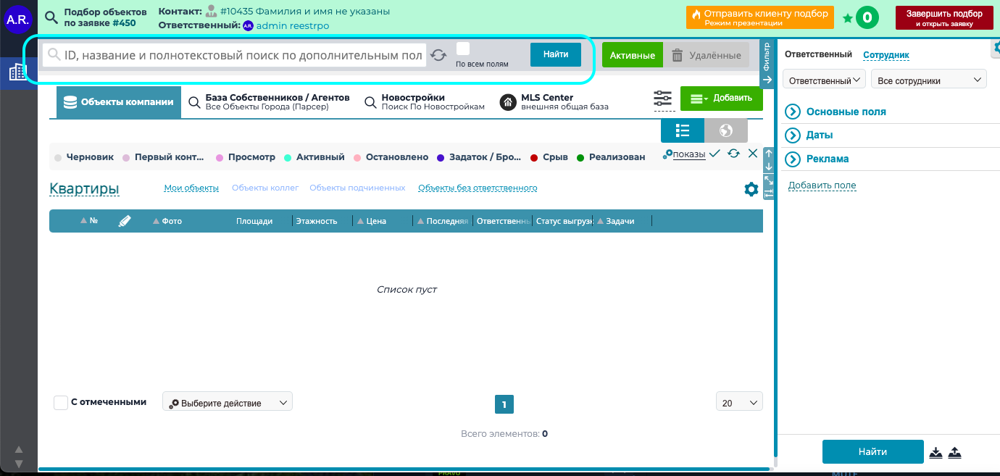 A.R.
Подбор объектов
по заявке #450
Контакт: #10435 Фамилия и имя не указаны
Ответственный: A.R. admin reestrpo
Отправить клиенту подбор
Режим презентации
0
Завершить подбор
и открыть заявку
ID, название и полнотекстовый поиск по дополнительным пол
По всем полям
Найти
Активные
Удалённые
Фильтр
Ответственный
Сотрудник
Ответственный
Все сотрудники
Объекты компании
База Собственников / Агентов
Все Объекты Города (Парсер)
Новостройки
Поиск По Новостройкам
MLS Center
внешняя общая база
Добавить
Основные поля
Даты
Реклама
Добавить поле
Черновик
Первый конт...
Просмотр
Активный
Остановлено
Задаток / Бро...
Срыв
Реализован
показы
Квартиры
Мои объекты
Объекты коллег
Объекты подчиненных
Объекты без ответственного
№
Фото
Площади
Этажность
Цена
Последняя
Ответственны
Статус выгруз
Задачи
Список пуст
С отмеченными
Выберите действие
1
20
Всего элементов: 0
Найти
PRAVO
MUTE